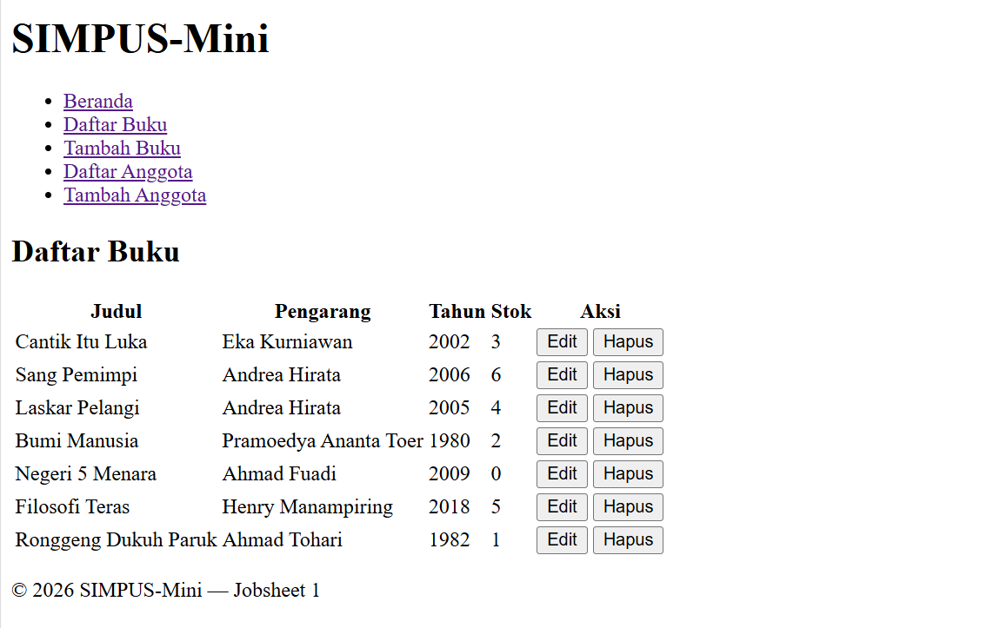 SIMPUS-Mini
Beranda
Daftar Buku
Tambah Buku
Daftar Anggota
Tambah Anggota
Daftar Buku
Judul Pengarang Tahun Stok Aksi
Cantik Itu Luka Eka Kurniawan 2002 3 Edit Hapus
Sang Pemimpi Andrea Hirata 2006 6 Edit Hapus
Laskar Pelangi Andrea Hirata 2005 4 Edit Hapus
Bumi Manusia Pramoedya Ananta Toer 1980 2 Edit Hapus
Negeri 5 Menara Ahmad Fuadi 2009 0 Edit Hapus
Filosofi Teras Henry Manampiring 2018 5 Edit Hapus
Ronggeng Dukuh Paruk Ahmad Tohari 1982 1 Edit Hapus
© 2026 SIMPUS-Mini — Jobsheet 1